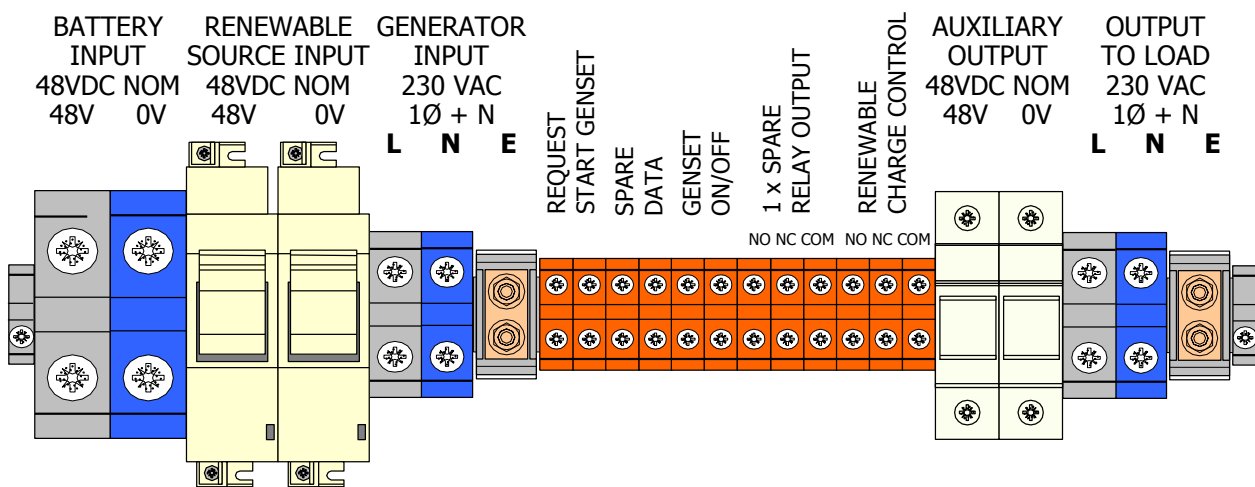 BATTERY
INPUT
48VDC NOM
48V 0V
RENEWABLE
SOURCE INPUT
48VDC NOM
48V 0V
GENERATOR
INPUT
230 VAC
1Ø + N
L N E
REQUEST
START GENSET
SPARE
DATA
GENSET
ON/OFF
1 x SPARE
RELAY OUTPUT
NO NC COM
RENEWABLE
CHARGE CONTROL
NO NC COM
AUXILIARY
OUTPUT
48VDC NOM
48V 0V
OUTPUT
TO LOAD
230 VAC
1Ø + N
L N E